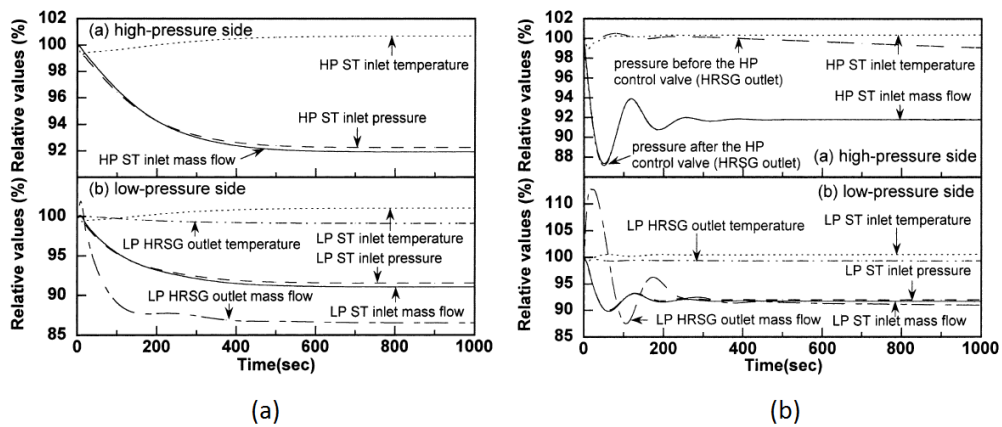 Relative values (%)
102
100
98
96
94
92
(a) high-pressure side
HP ST inlet temperature
HP ST inlet pressure
HP ST inlet mass flow
Relative values (%)
100
95
90
85
(b) low-pressure side
LP HRSG outlet temperature
LP ST inlet temperature
LP ST inlet pressure
LP HRSG outlet mass flow
LP ST inlet mass flow
0 200 400 600 800 1000
Time(sec)
(a)
Relative values (%)
102
100
98
96
94
92
90
88
pressure before the HP
control valve (HRSG outlet)
HP ST inlet temperature
HP ST inlet mass flow
pressure after the HP
control valve (HRSG outlet)
(a) high-pressure side
Relative values (%)
110
105
100
95
90
85
(b) low-pressure side
LP HRSG outlet temperature
LP ST inlet temperature
LP ST inlet pressure
LP HRSG outlet mass flow
LP ST inlet mass flow
0 200 400 600 800 1000
Time(sec)
(b)